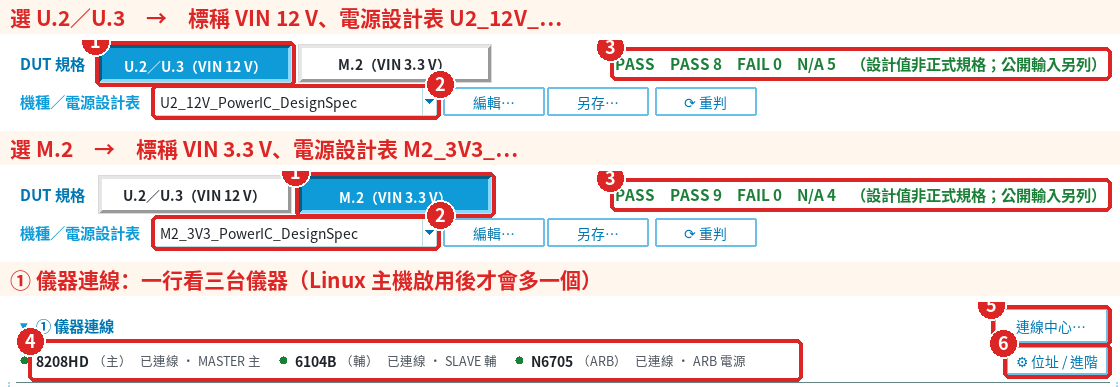 選 U.2／U.3　→　標稱 VIN 12 V、電源設計表 U2_12V_…
1
DUT 規格 U.2／U.3（VIN 12 V） M.2（VIN 3.3 V） 3 PASS PASS 8 FAIL 0 N/A 5 （設計值非正式規格；公開輸入另列）
2
機種／電源設計表 U2_12V_PowerIC_DesignSpec 編輯⋯ 另存⋯ ⟳ 重判
選 M.2　→　標稱 VIN 3.3 V、電源設計表 M2_3V3_…
1
DUT 規格 U.2／U.3（VIN 12 V） M.2（VIN 3.3 V） 3 PASS PASS 9 FAIL 0 N/A 4 （設計值非正式規格；公開輸入另列）
2
機種／電源設計表 M2_3V3_PowerIC_DesignSpec 編輯⋯ 另存⋯ ⟳ 重判
① 儀器連線：一行看三台儀器（Linux 主機啟用後才會多一個）
▼ ① 儀器連線 5 連線中心⋯
4 ● 8208HD （主） 已連線 · MASTER 主 ● 6104B （輔） 已連線 · SLAVE 輔 ● N6705 （ARB） 已連線 · ARB 電源 6 ⚙ 位址 / 進階